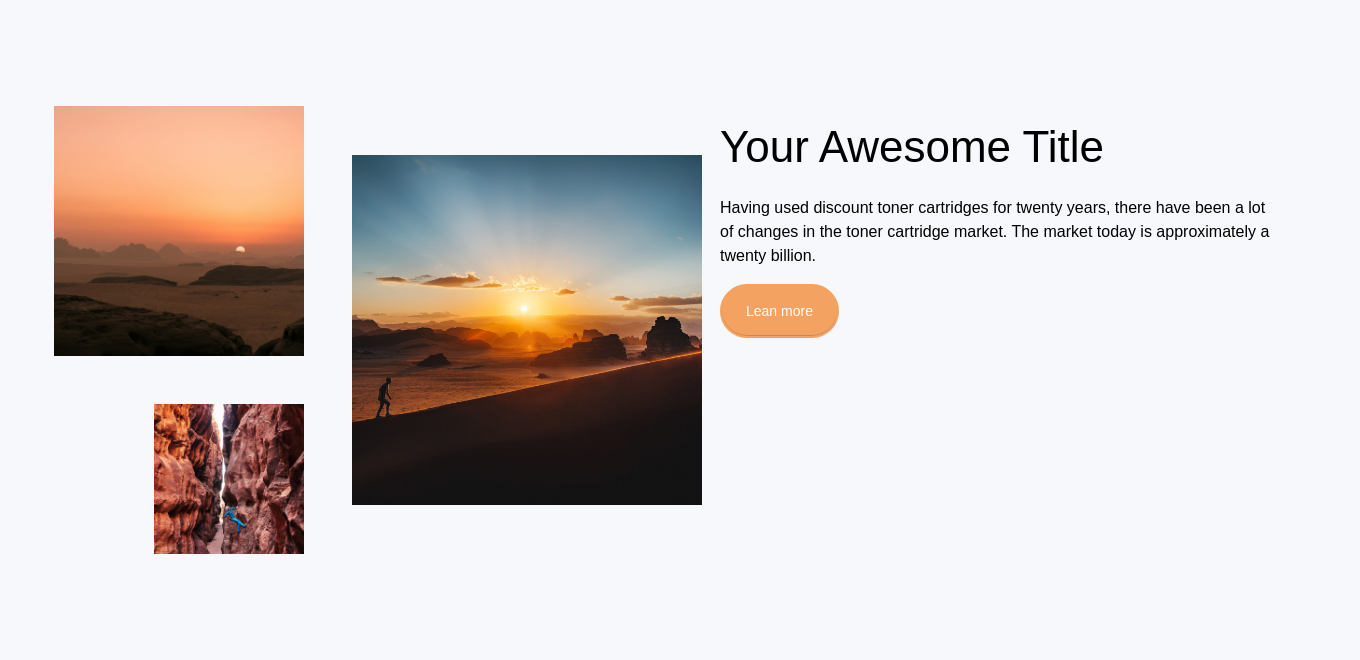 Your Awesome Title
Having used discount toner cartridges for twenty years, there have been a lot
of changes in the toner cartridge market. The market today is approximately a
twenty billion.
Lean more